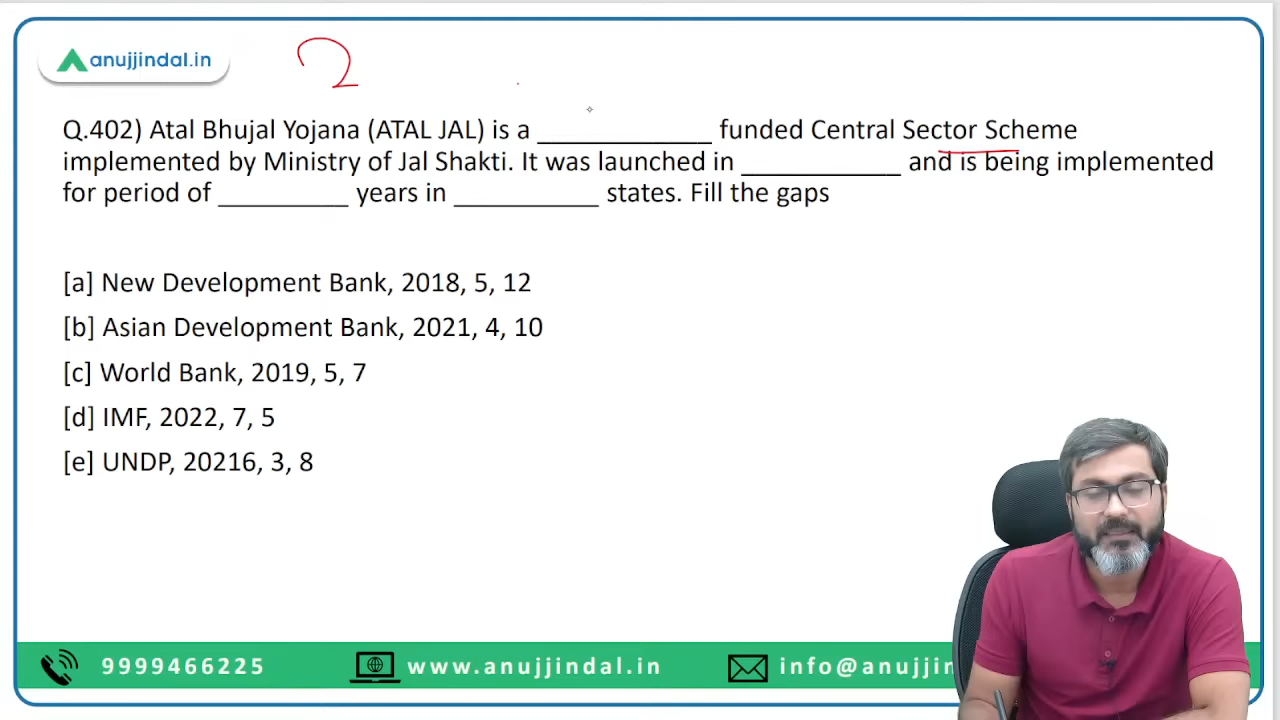 anujjindal.in
2
Q.402) Atal Bhujal Yojana (ATAL JAL) is a ____________ funded Central Sector Scheme
implemented by Ministry of Jal Shakti. It was launched in ___________ and is being implemented
for period of _________ years in __________ states. Fill the gaps
[a] New Development Bank, 2018, 5, 12
[b] Asian Development Bank, 2021, 4, 10
[c] World Bank, 2019, 5, 7
[d] IMF, 2022, 7, 5
[e] UNDP, 20216, 3, 8
9999466225 www.anujjindal.in info@anujjin